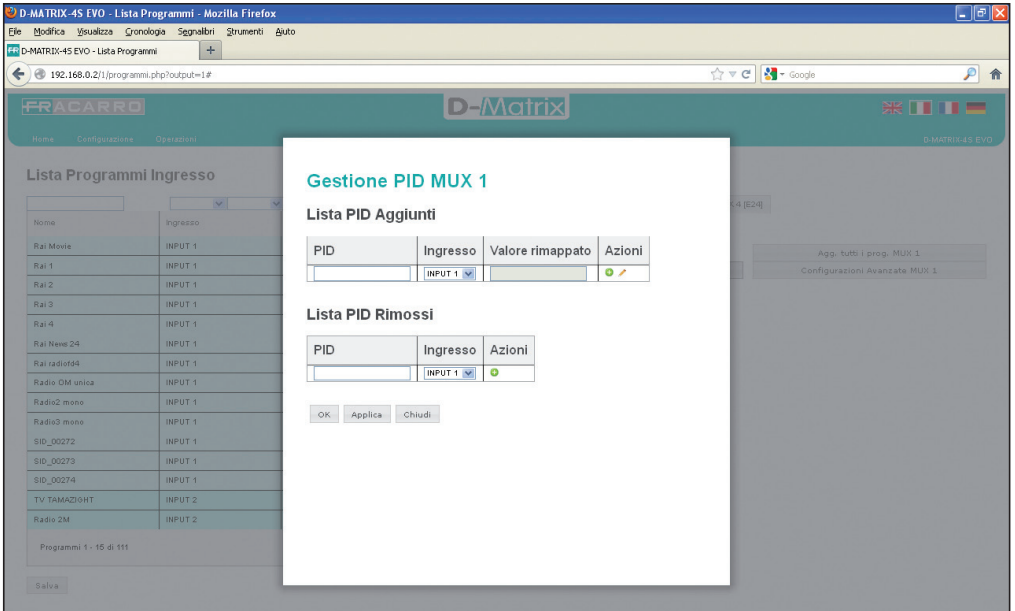 D-MATRIX-4S EVO - Lista Programmi - Mozilla Firefox
File Modifica Visualizza Cronologia Segnalibri Strumenti Aiuto
FR D-MATRIX-4S EVO - Lista Programmi
192.168.0.2/1/programmi.php?output=1#
Google
FRACARRO
D-Matrix
Home Configurazione Operazioni
D-MATRIX-4S EVO
Lista Programmi Ingresso
4 [E24]
Nome Ingresso
Rai Movie INPUT 1
Rai 1 INPUT 1
Rai 2 INPUT 1
Rai 3 INPUT 1
Rai 4 INPUT 1
Rai News 24 INPUT 1
Rai radiofd4 INPUT 1
Radio OM unica INPUT 1
Radio2 mono INPUT 1
Radio3 mono INPUT 1
SID_00272 INPUT 1
SID_00273 INPUT 1
SID_00274 INPUT 1
TV TAMAZIGHT INPUT 2
Radio 2M INPUT 2
Programmi 1 - 15 di 111
Salva
Agg. tutti i prog. MUX 1
Configurazioni Avanzate MUX 1
Gestione PID MUX 1
Lista PID Aggiunti
PID Ingresso Valore rimappato Azioni
INPUT 1
Lista PID Rimossi
PID Ingresso Azioni
INPUT 1
OK Applica Chiudi